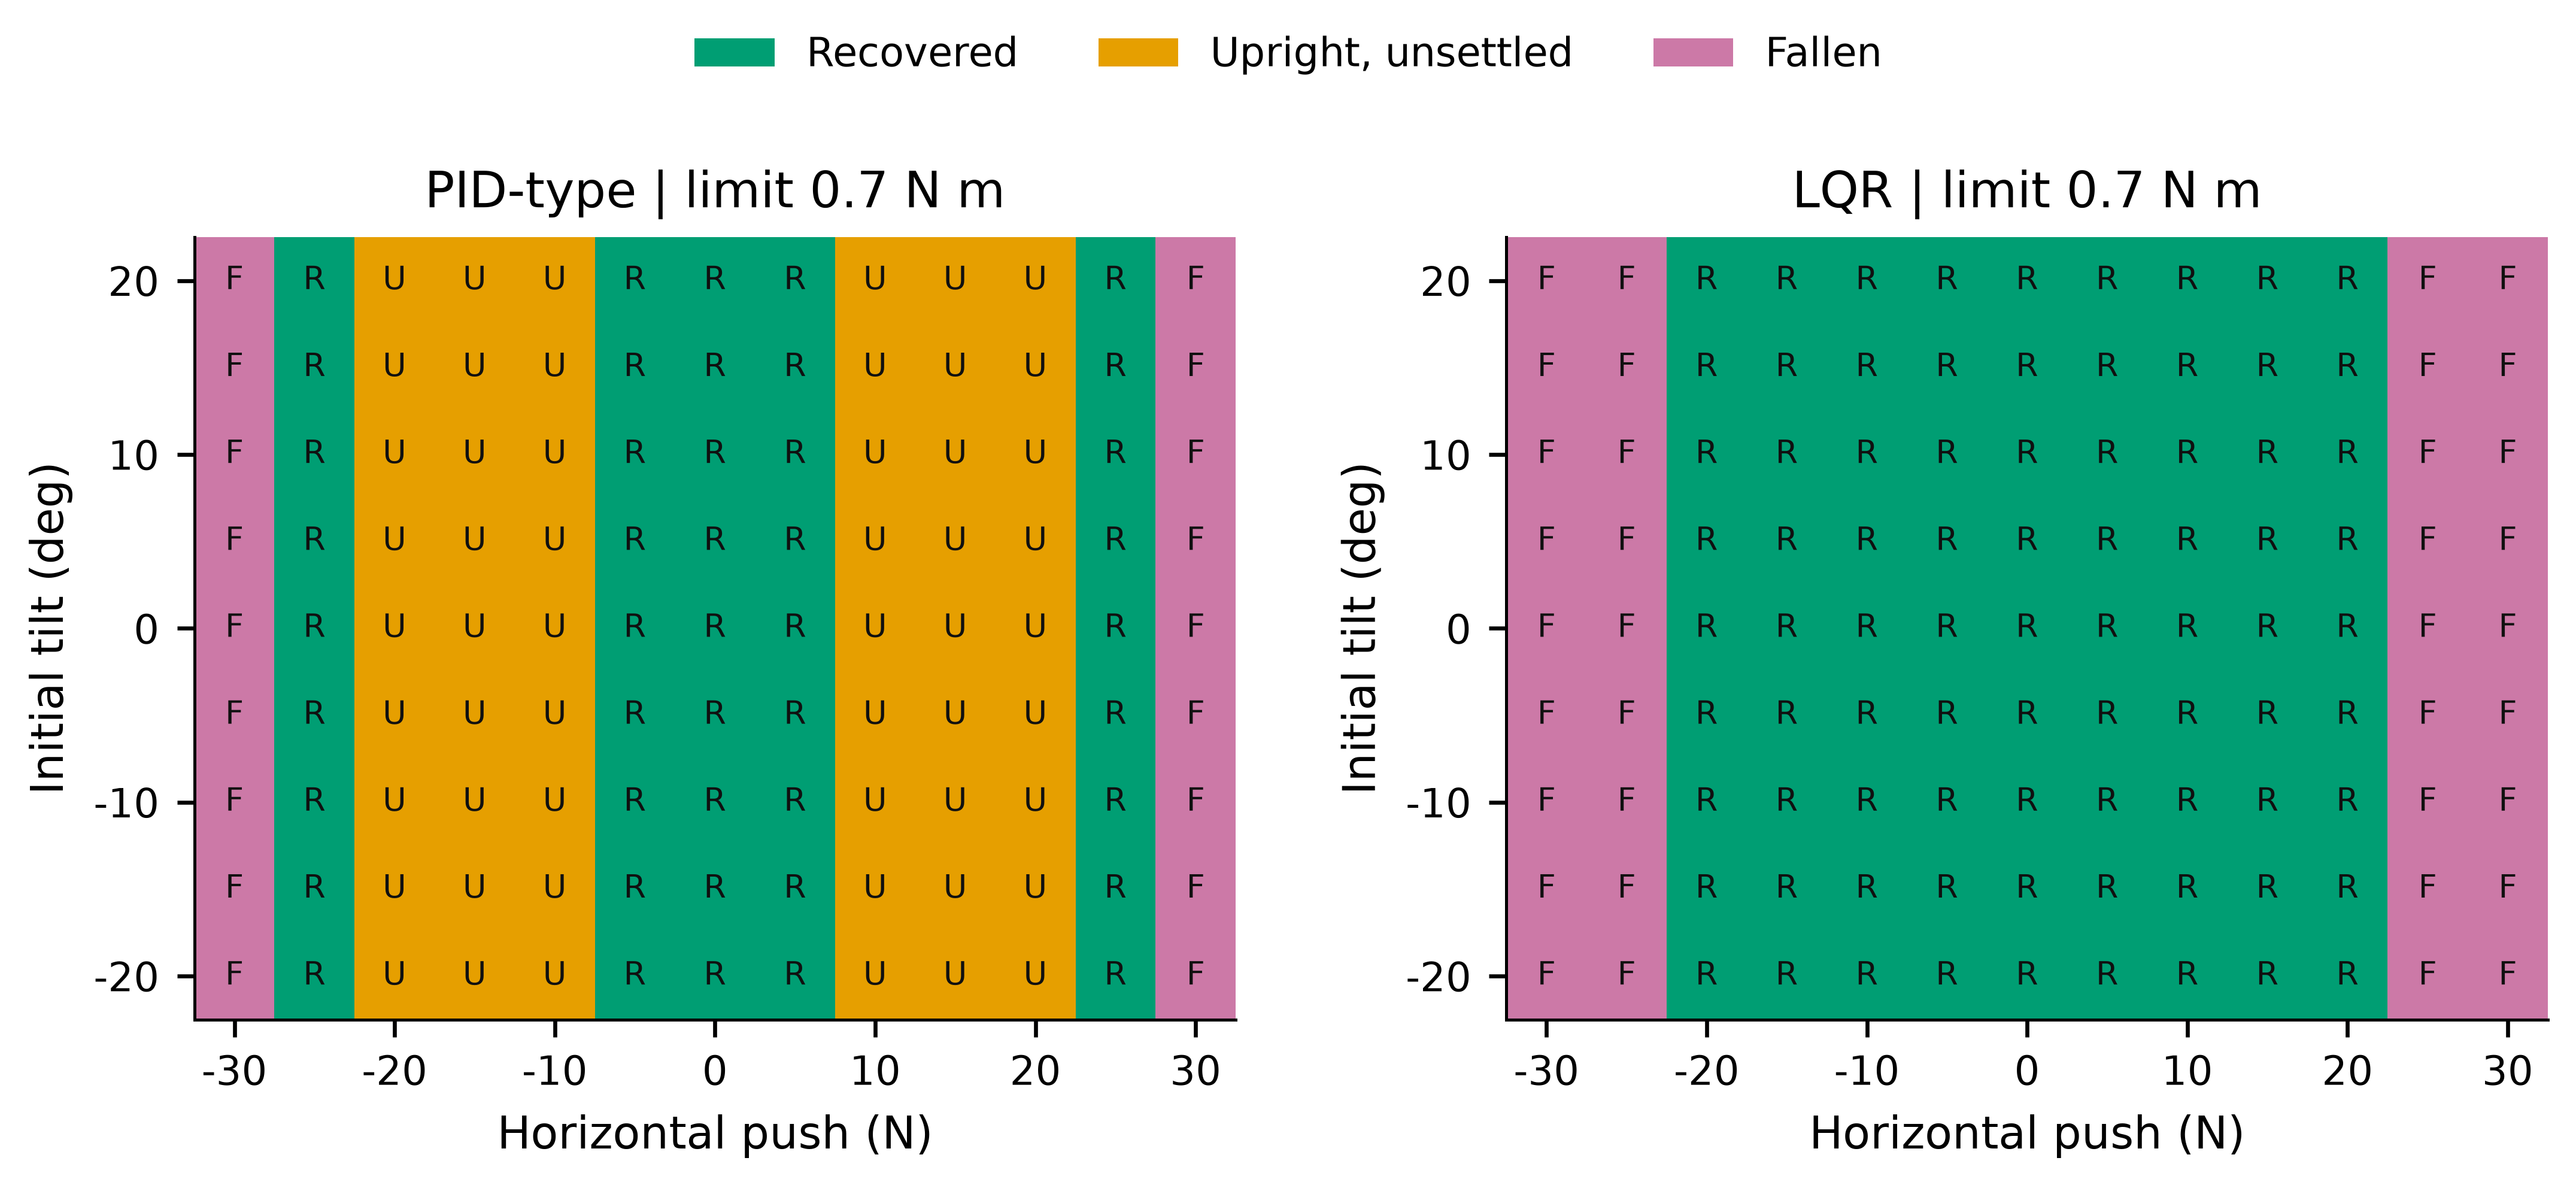 Recovered Upright, unsettled Fallen
PID-type | limit 0.7 N m
20 F R U U U R R R U U U R F
F R U U U R R R U U U R F
10 F R U U U R R R U U U R F
F R U U U R R R U U U R F
0 F R U U U R R R U U U R F
F R U U U R R R U U U R F
-10 F R U U U R R R U U U R F
F R U U U R R R U U U R F
-20 F R U U U R R R U U U R F
Initial tilt (deg)
-30 -20 -10 0 10 20 30
Horizontal push (N)
LQR | limit 0.7 N m
20 F F R R R R R R R R R F F
F F R R R R R R R R R F F
10 F F R R R R R R R R R F F
F F R R R R R R R R R F F
0 F F R R R R R R R R R F F
F F R R R R R R R R R F F
-10 F F R R R R R R R R R F F
F F R R R R R R R R R F F
-20 F F R R R R R R R R R F F
Initial tilt (deg)
-30 -20 -10 0 10 20 30
Horizontal push (N)